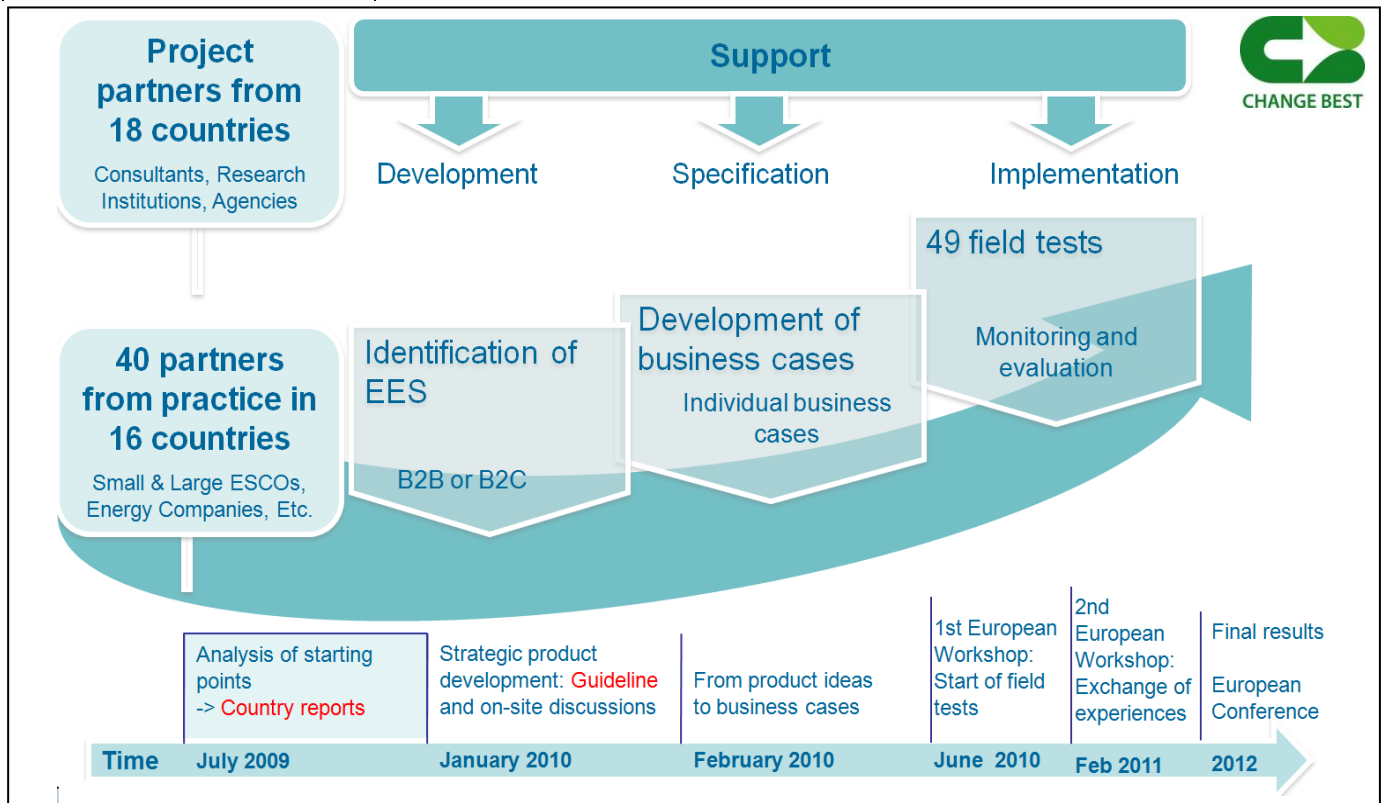 Project
partners from
18 countries
Consultants, Research
Institutions, Agencies
Support
CHANGE BEST
Development
Specification
Implementation
40 partners
from practice in
16 countries
Small & Large ESCOs,
Energy Companies, Etc.
Identification of
EES
B2B or B2C
Development of
business cases
Individual business
cases
49 field tests
Monitoring and
evaluation
Analysis of starting
points
-> Country reports
Strategic product
development: Guideline
and on-site discussions
From product ideas
to business cases
1st European
Workshop:
Start of field
tests
2nd
European
Workshop:
Exchange of
experiences
Final results
European
Conference
Time
July 2009
January 2010
February 2010
June 2010
Feb 2011
2012